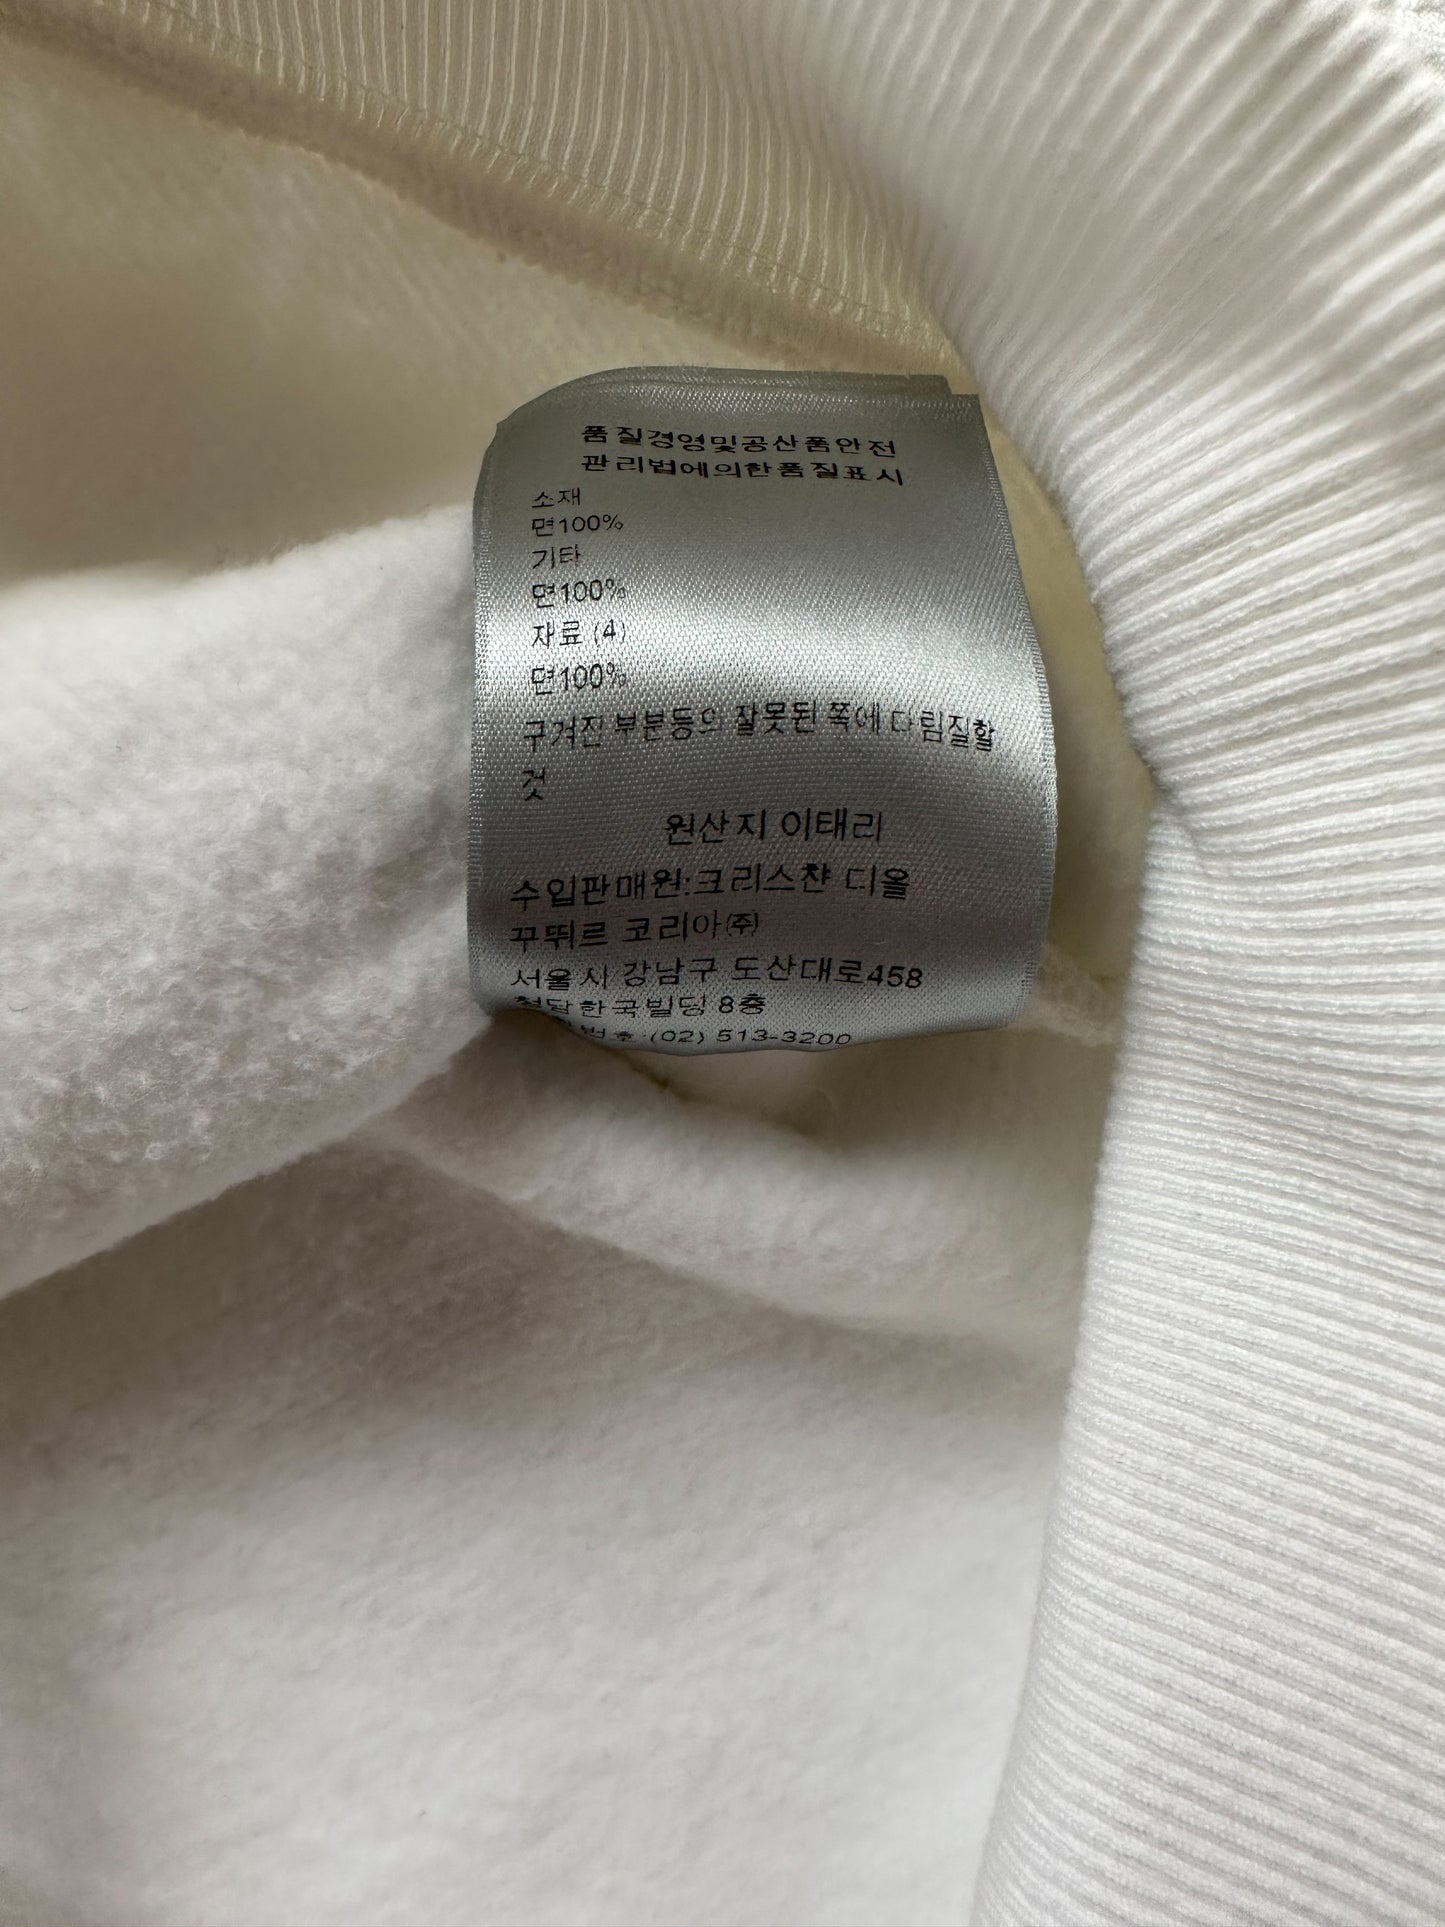 품질경영및공산품안전
관리법에의한품질표시
소재
면100%
기타
면100%
자료(4)
면100%
구겨진 부분등의 잘못된 쪽에 다림질할
것
원산지 이태리
수입판매원:크리스챤 디올
꾸뛰르 코리아(주)
서울시 강남구 도산대로458
청담한국빌딩 8층
:(02) 513-3200